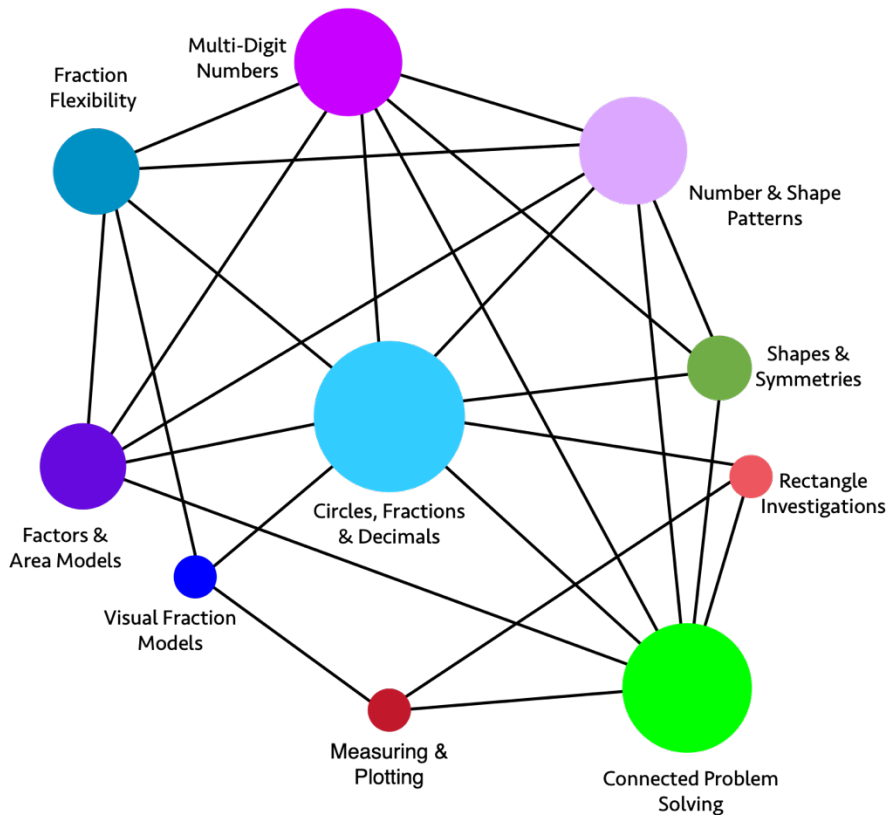 Multi-Digit
Numbers
Fraction
Flexibility
Number & Shape
Patterns
Shapes &
Symmetries
Rectangle
Investigations
Circles, Fractions
& Decimals
Factors &
Area Models
Visual Fraction
Models
Measuring &
Plotting
Connected Problem
Solving